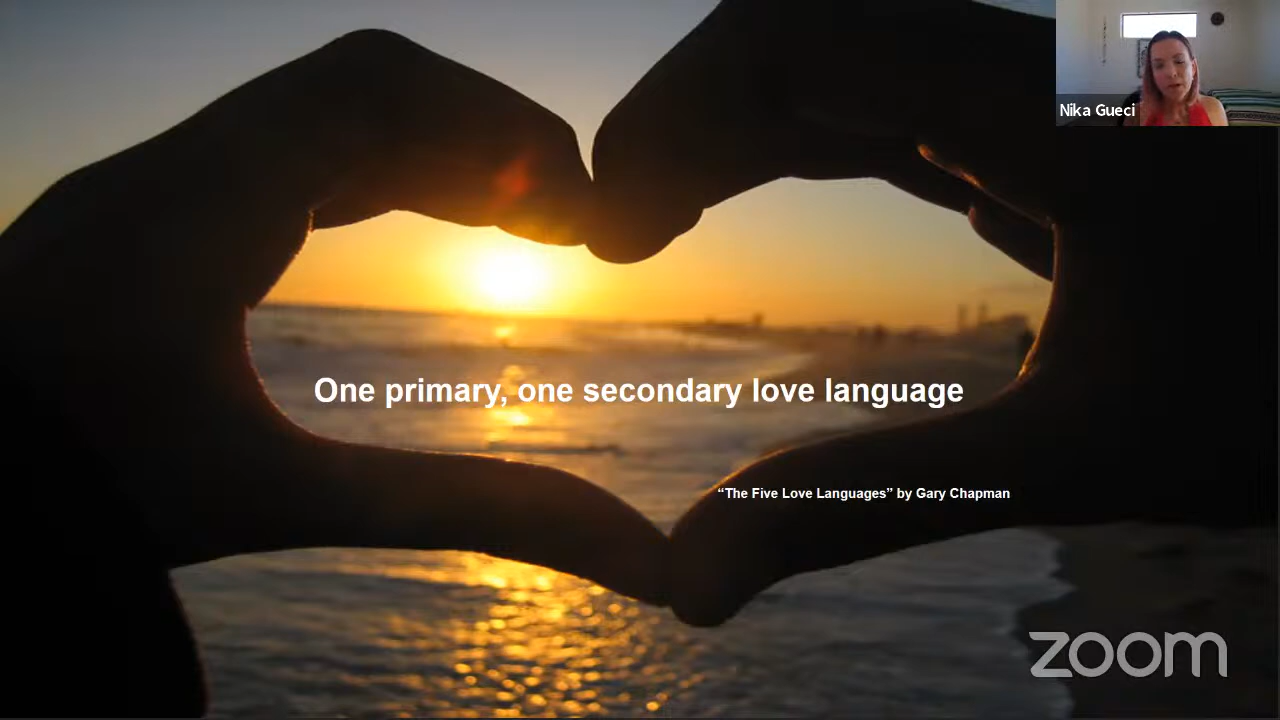 Nika Gueci
One primary, one secondary love language
“The Five Love Languages” by Gary Chapman
zoom